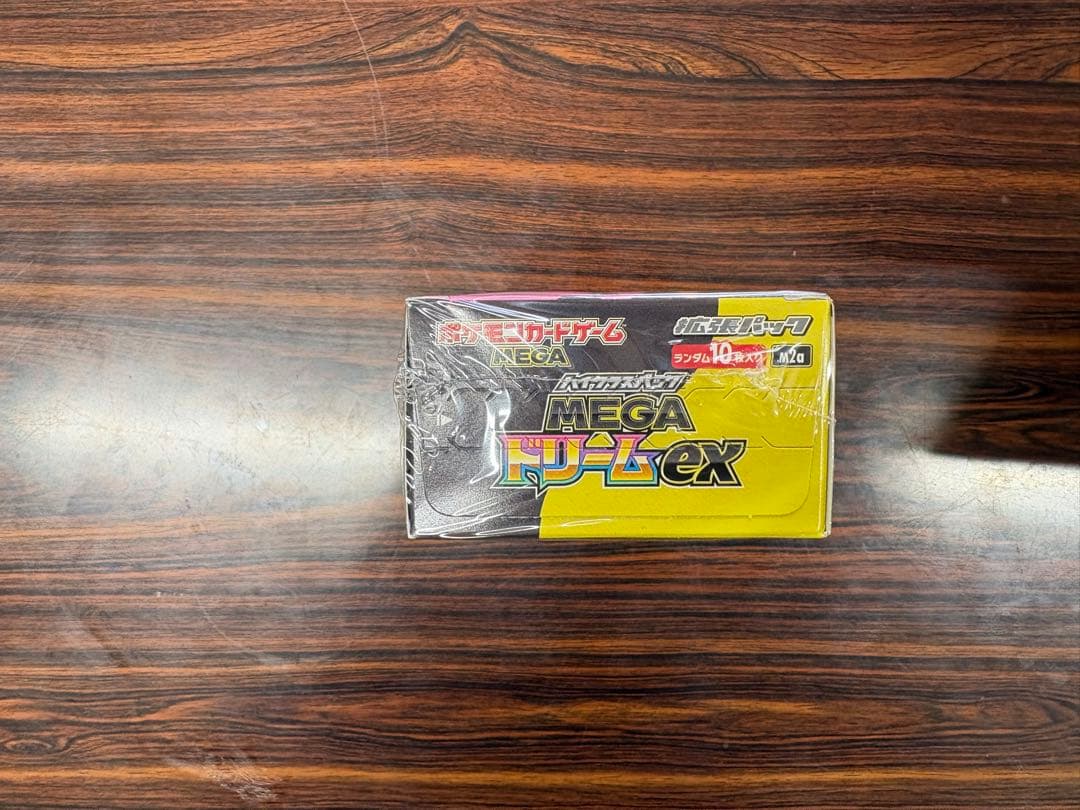 ポケモンカードゲーム
MEGA
拡張パック
ランダム10枚入り
M2a
ハイクラスパック
MEGA
ドリームex